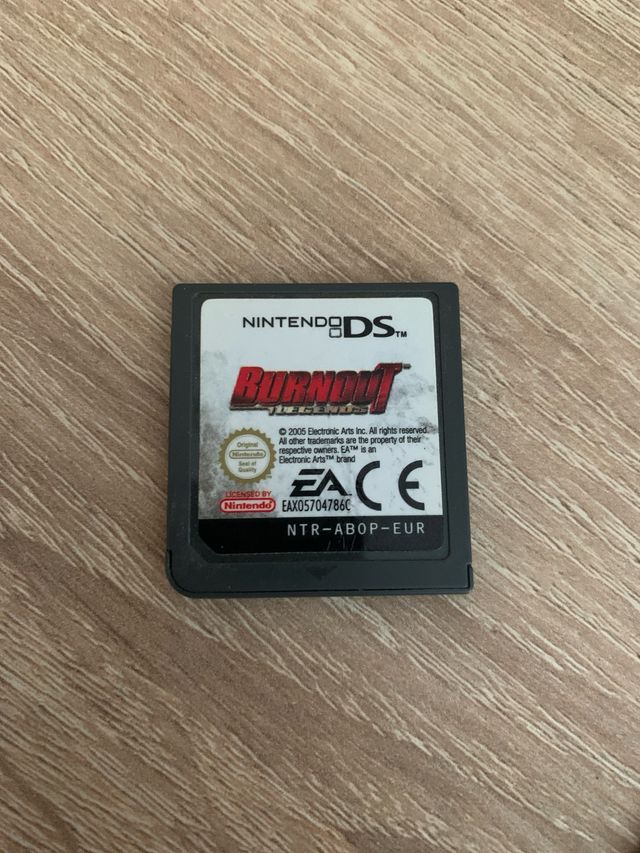 NINTENDO DS™
BURNOUT™
LEGENDS
© 2005 Electronic Arts Inc. All rights reserved.
All other trademarks are the property of their
respective owners. EA™ is an
Electronic Arts™ brand
Original
Nintendo
Seal of
Quality
LICENSED BY
Nintendo
EA
EAX05704786C
CE
NTR-ABOP-EUR